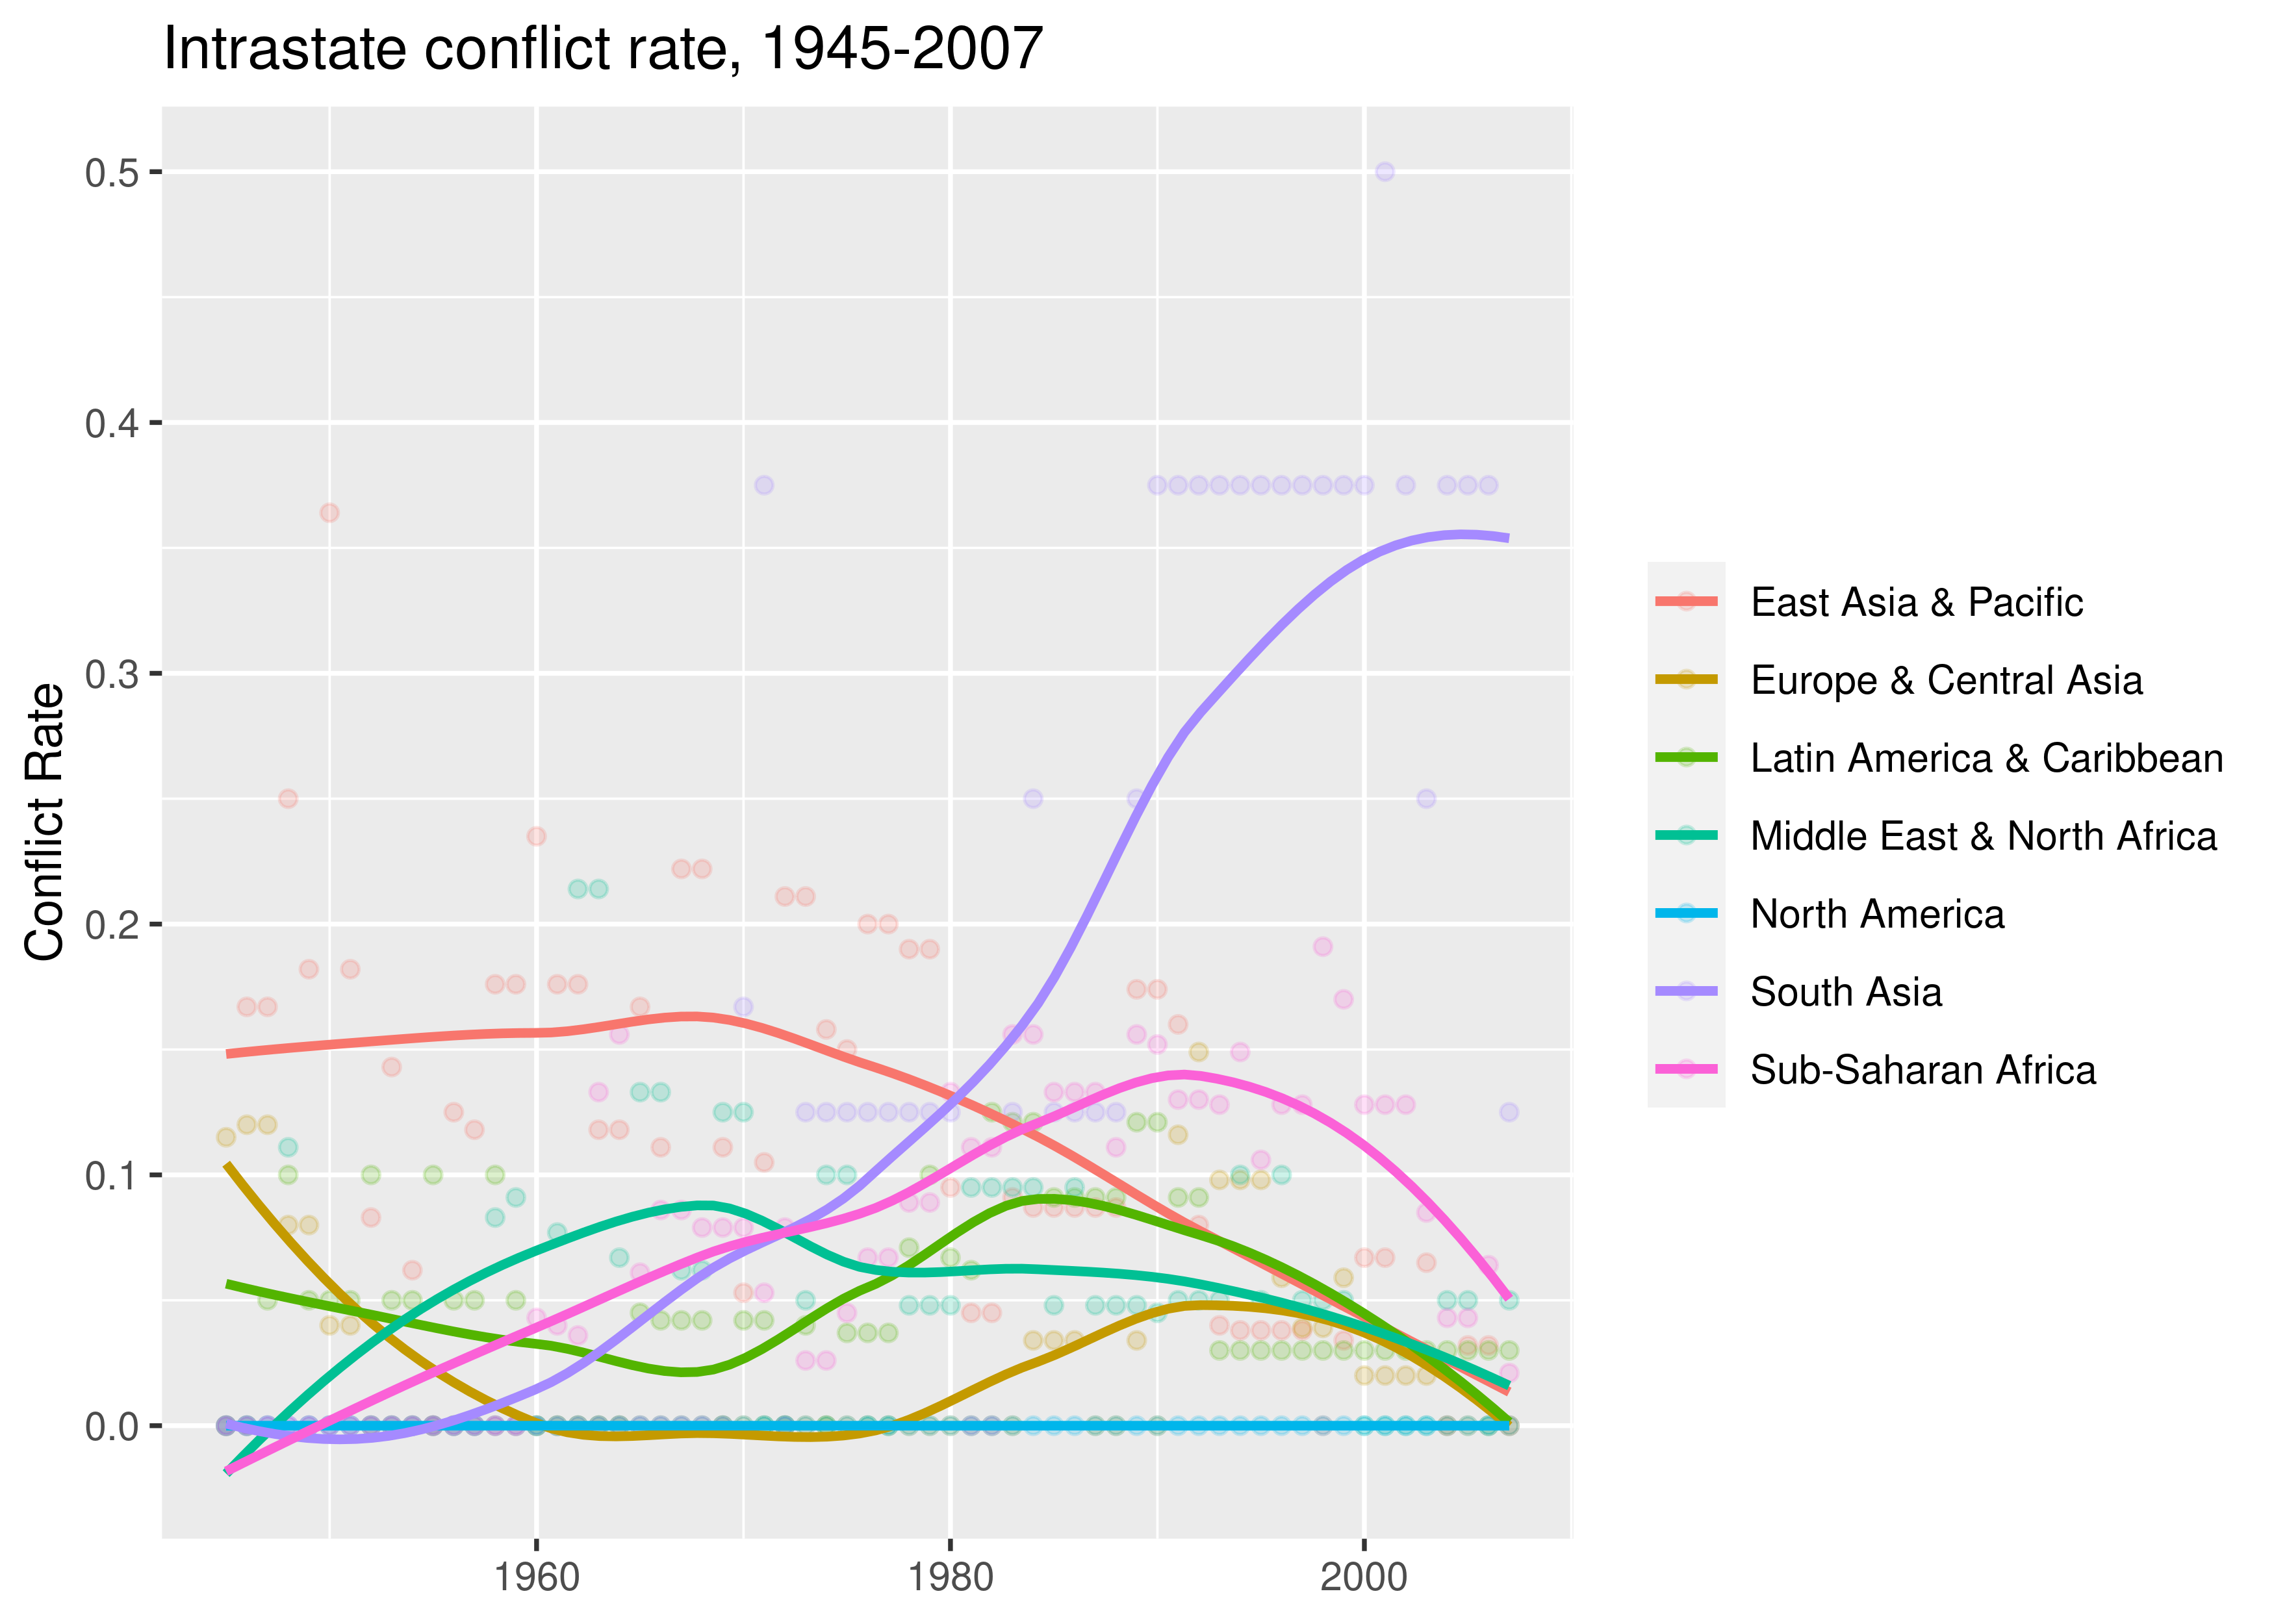 Intrastate conflict rate, 1945-2007
Conflict Rate
0.5
0.4
0.3
0.2
0.1
0.0
1960
1980
2000
East Asia & Pacific
Europe & Central Asia
Latin America & Caribbean
Middle East & North Africa
North America
South Asia
Sub-Saharan Africa